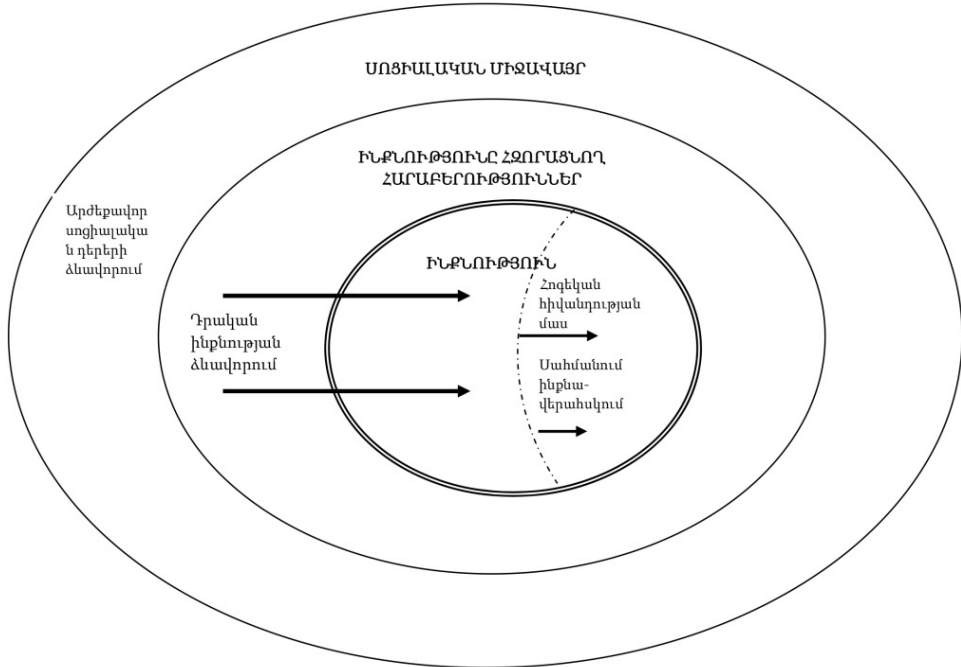 ՍՈՑԻԱԼԱԿԱՆ ՄԻՋԱՎԱՅՐ
ԻՆՔՆՈՒԹՅՈՒՆԸ ՀԶՈՐԱՑՆՈՂ
ՀԱՐԱԲԵՐՈՒԹՅՈՒՆՆԵՐ
Արժեքավոր
սոցիալակա
ն դերերի
ձևավորում
ԻՆՔՆՈՒԹՅՈՒՆ
Դրական
ինքնության
ձևավորում
Հոգեկան
հիվանդության
մաս
Սահմանում
ինքնա-
վերահսկում